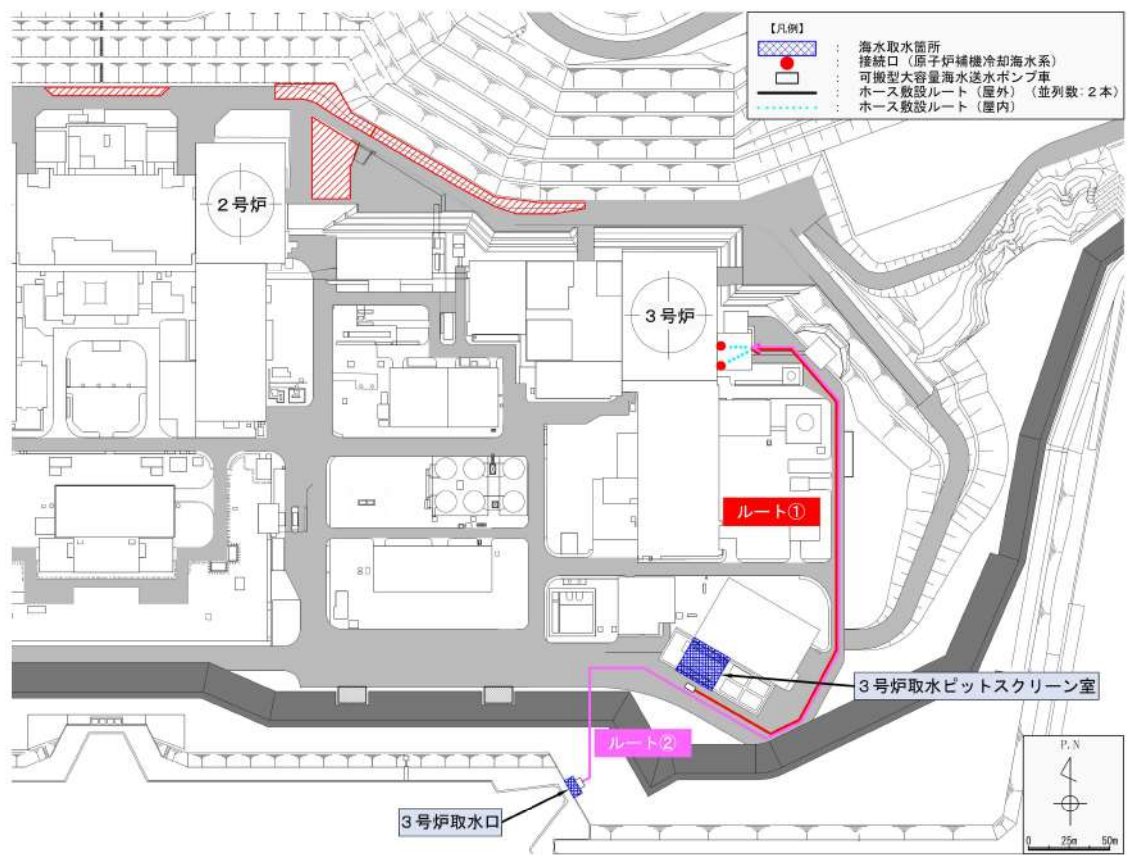 【凡例】
： 海水取水箇所
： 接続口（原子炉補機冷却海水系）
： 可搬型大容量海水送水ポンプ車
： ホース敷設ルート（屋外）（並列数：２本）
： ホース敷設ルート（屋内）
２号炉
３号炉
ルート①
３号炉取水ピットスクリーン室
ルート②
３号炉取水口
P.N
0 25m 50m